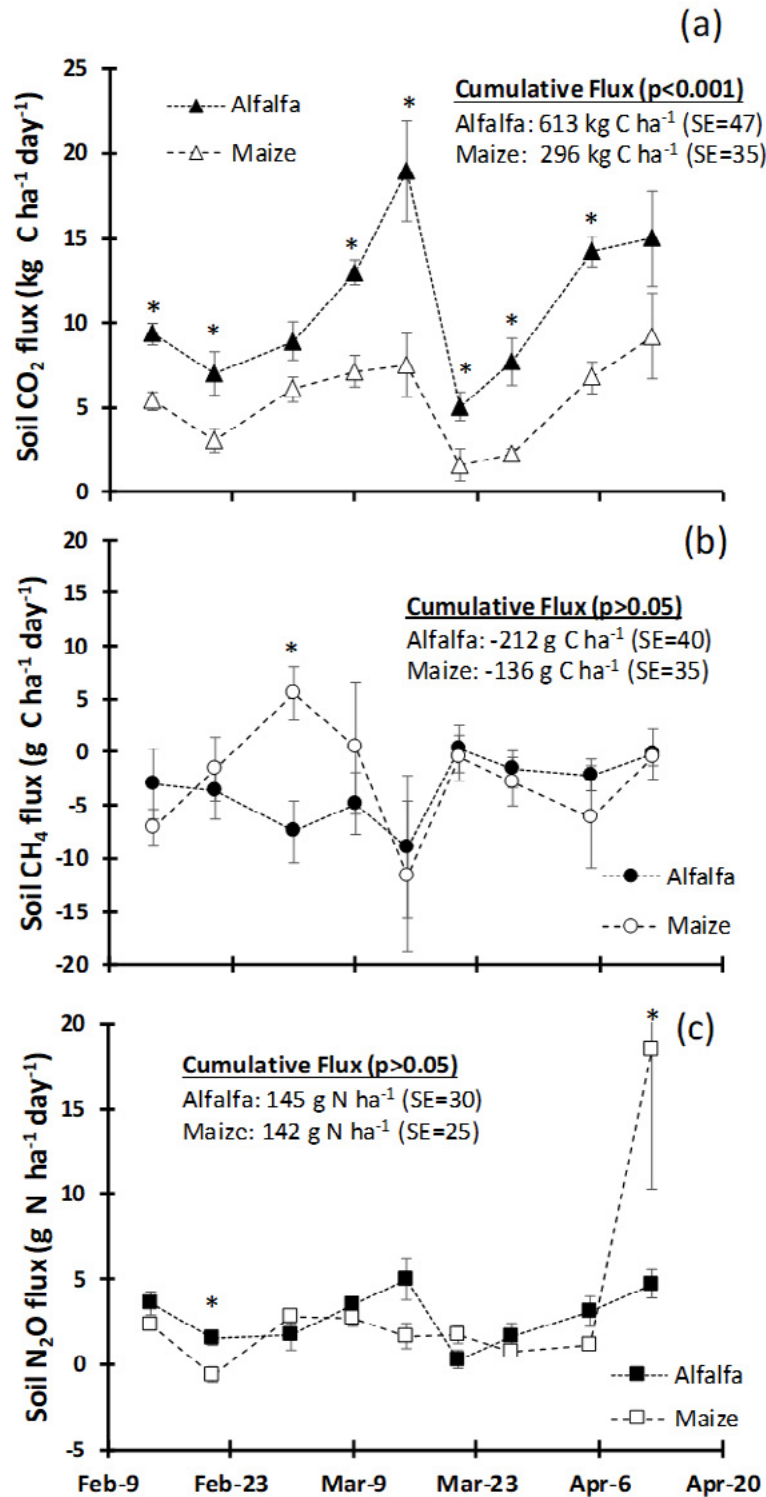 (a)
Soil CO₂ flux (kg C ha⁻¹ day⁻¹)
25
20
15
10
5
0
Alfalfa
Maize
Cumulative Flux (p<0.001)
Alfalfa: 613 kg C ha⁻¹ (SE=47)
Maize: 296 kg C ha⁻¹ (SE=35)
*
*
*
*
*
*
*
(b)
Soil CH₄ flux (g C ha⁻¹ day⁻¹)
20
15
10
5
0
-5
-10
-15
-20
Cumulative Flux (p>0.05)
Alfalfa: -212 g C ha⁻¹ (SE=40)
Maize: -136 g C ha⁻¹ (SE=35)
*
Alfalfa
Maize
(c)
Soil N₂O flux (g N ha⁻¹ day⁻¹)
20
15
10
5
0
-5
Cumulative Flux (p>0.05)
Alfalfa: 145 g N ha⁻¹ (SE=30)
Maize: 142 g N ha⁻¹ (SE=25)
*
*
Alfalfa
Maize
Feb-9 Feb-23 Mar-9 Mar-23 Apr-6 Apr-20